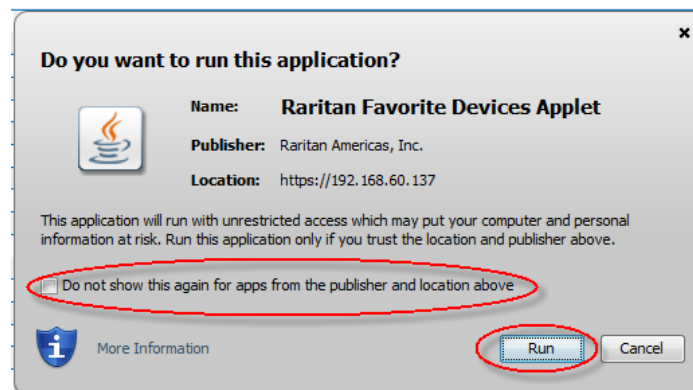 Do you want to run this application?
Name: Raritan Favorite Devices Applet
Publisher: Raritan Americas, Inc.
Location: https://192.168.60.137
This application will run with unrestricted access which may put your computer and personal
information at risk. Run this application only if you trust the location and publisher above.
Do not show this again for apps from the publisher and location above
More Information
Run
Cancel